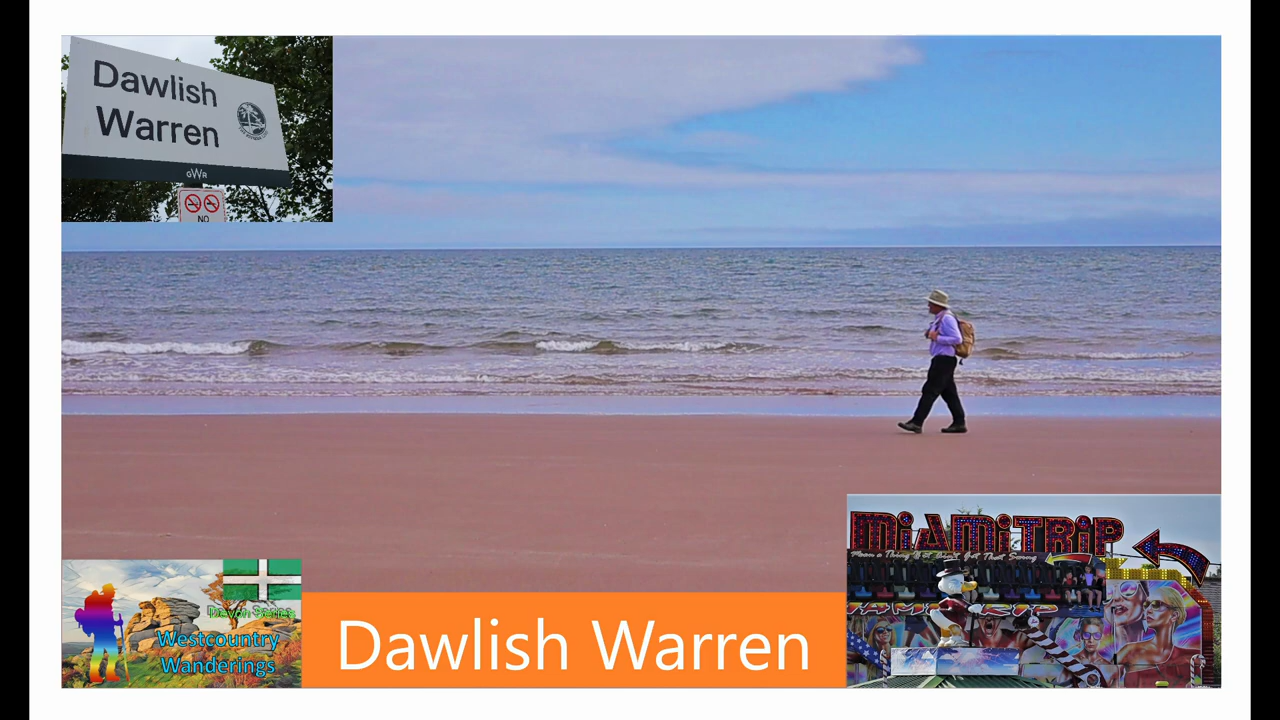 Dawlish
Warren
GWR
NO
MiAMiTRiP
Devon Series
Westcountry
Wanderings
Dawlish Warren